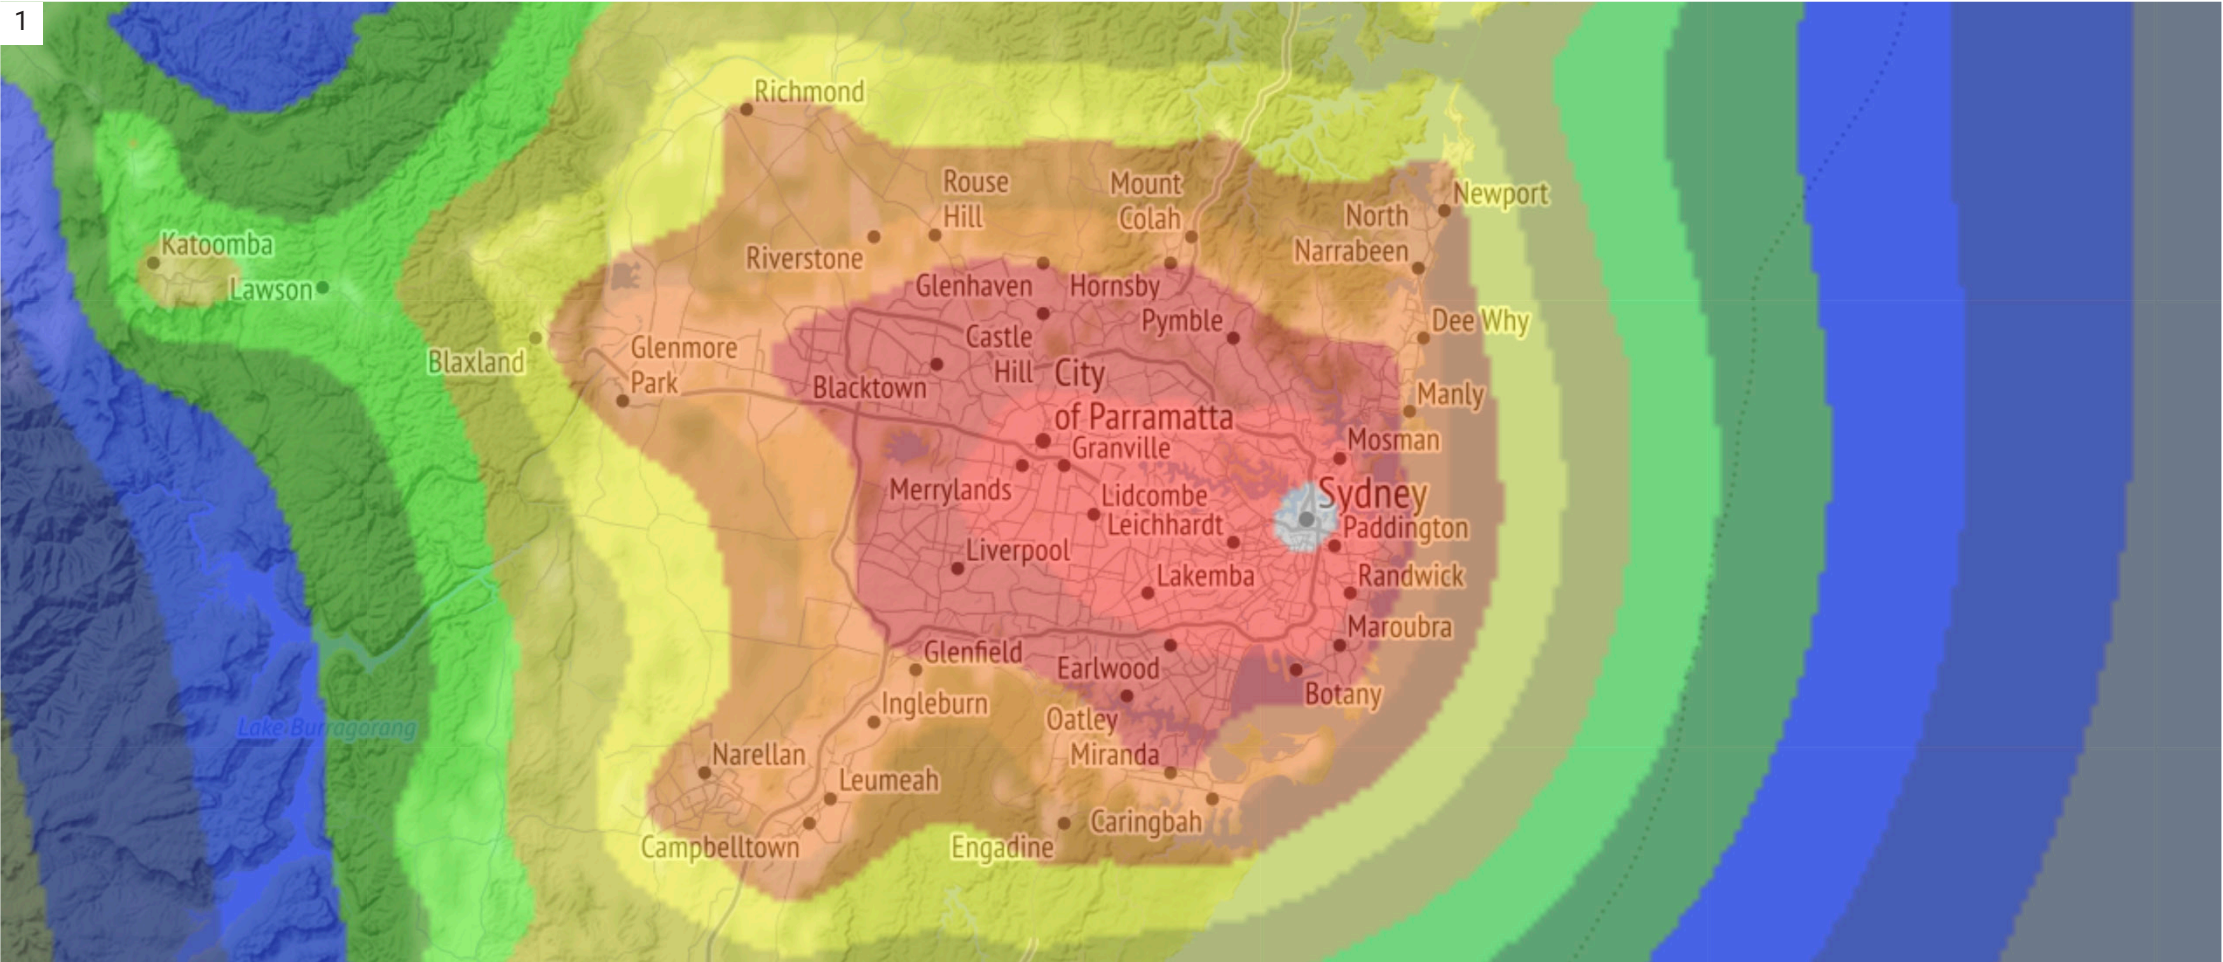 1
Richmond
Rouse
Hill
Mount
Colah
Newport
North
Narrabeen
Katoomba
Riverstone
Lawson
Glenhaven
Hornsby
Castle
Hill
Pymble
Dee Why
Blaxland
Glenmore
Park
Blacktown
City
of Parramatta
Manly
Granville
Mosman
Merrylands
Lidcombe
Sydney
Leichhardt
Paddington
Liverpool
Lakemba
Randwick
Maroubra
Glenfield
Earlwood
Botany
Ingleburn
Oatley
Lake Burragorang
Narellan
Miranda
Leumeah
Caringbah
Campbelltown
Engadine